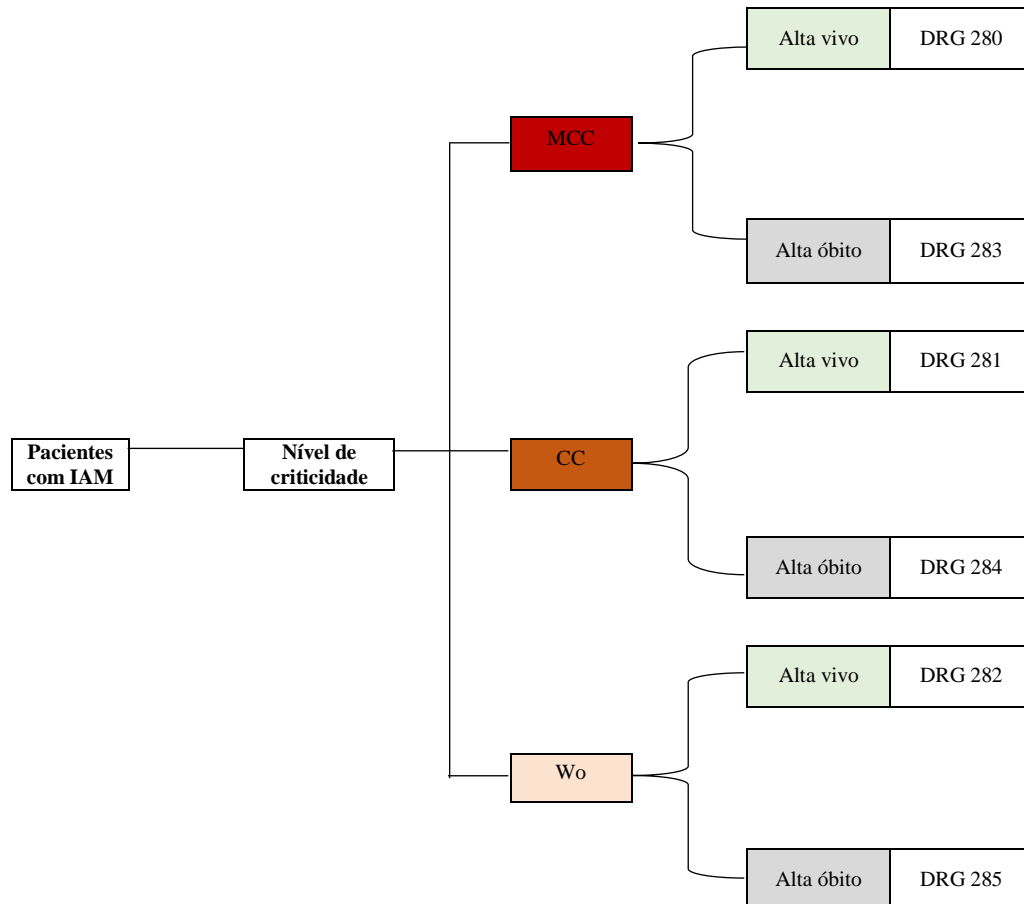 Pacientes
com IAM
Nível de
criticidade
MCC
Alta vivo DRG 280
Alta óbito DRG 283
CC
Alta vivo DRG 281
Alta óbito DRG 284
Wo
Alta vivo DRG 282
Alta óbito DRG 285